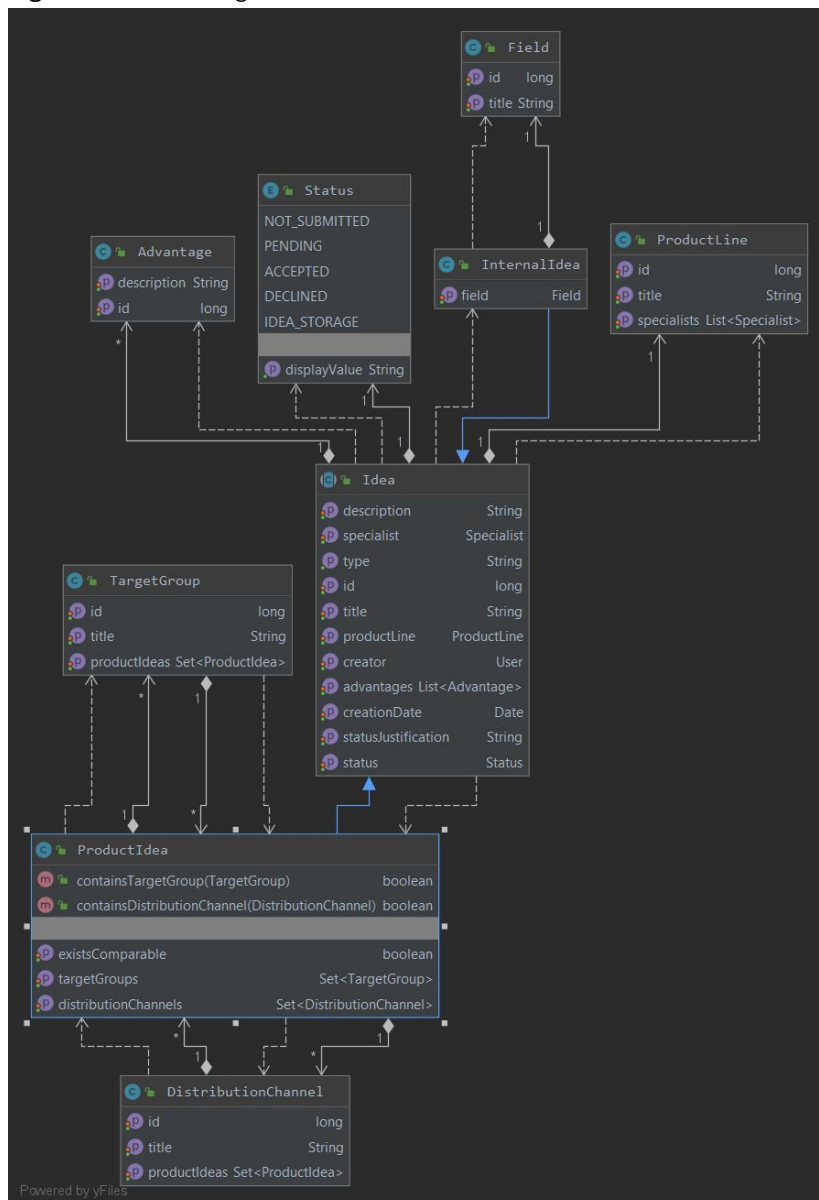 Field
id long
title String
1
1
Status
NOT_SUBMITTED
PENDING
ACCEPTED
DECLINED
IDEA_STORAGE
displayValue String
Advantage
description String
id long
InternalIdea
field Field
ProductLine
id long
title String
specialists List<Specialist>
*
1
1
1
1
1
Idea
description String
specialist Specialist
type String
id long
title String
productLine ProductLine
creator User
advantages List<Advantage>
creationDate Date
statusJustification String
status Status
TargetGroup
id long
title String
productIdeas Set<ProductIdea>
*
1
1
*
ProductIdea
containsTargetGroup(TargetGroup) boolean
containsDistributionChannel(DistributionChannel) boolean
existsComparable boolean
targetGroups Set<TargetGroup>
distributionChannels Set<DistributionChannel>
*
1
1
*
DistributionChannel
id long
title String
productIdeas Set<ProductIdea>
Powered by yFiles